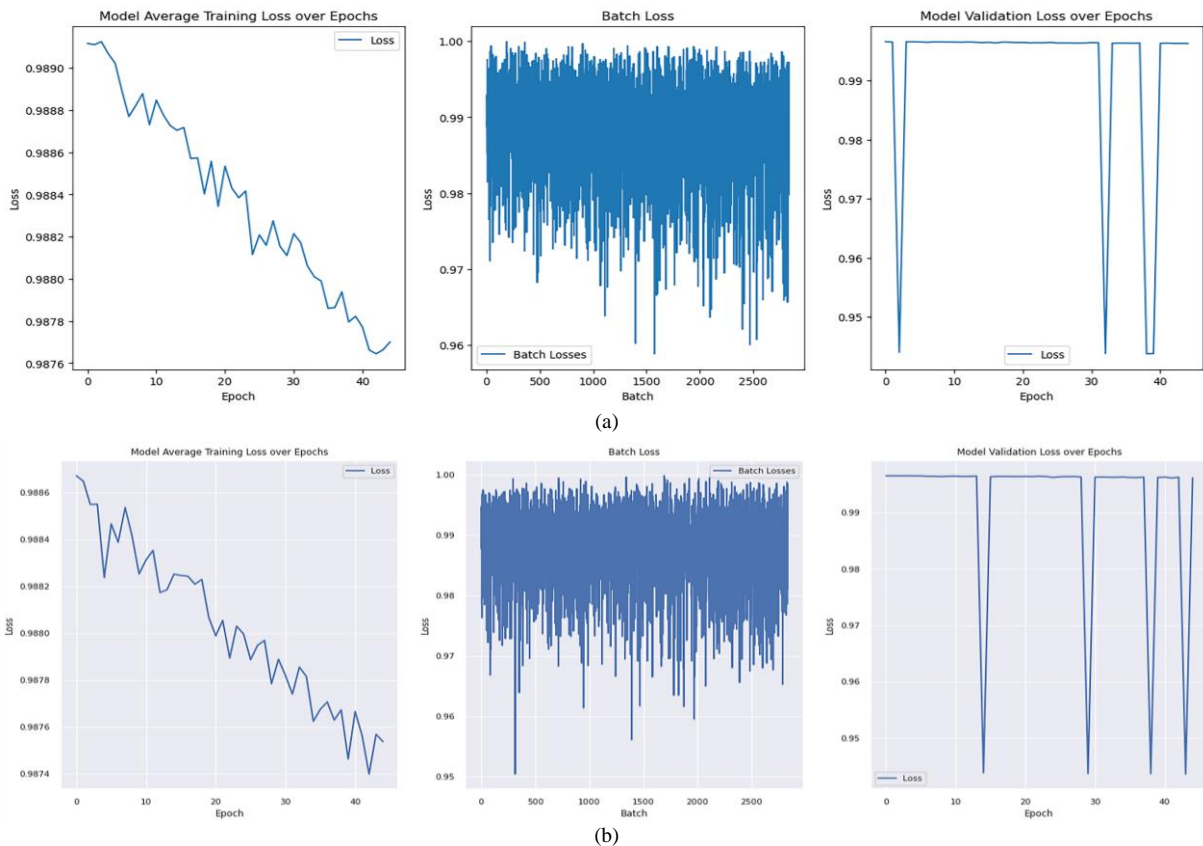 Model Average Training Loss over Epochs
Loss
0.9890
0.9888
0.9886
0.9884
0.9882
0.9880
0.9878
0.9876
Loss
0 10 20 30 40
Epoch
Batch Loss
1.00
0.99
0.98
0.97
0.96
Loss
Batch Losses
0 500 1000 1500 2000 2500
Batch
Model Validation Loss over Epochs
0.99
0.98
0.97
0.96
0.95
Loss
Loss
0 10 20 30 40
Epoch
(a)
Model Average Training Loss over Epochs
Loss
0.9886
0.9884
0.9882
0.9880
0.9878
0.9876
0.9874
Loss
0 10 20 30 40
Epoch
Batch Loss
Batch Losses
1.00
0.99
0.98
0.97
0.96
0.95
Loss
0 500 1000 1500 2000 2500
Batch
Model Validation Loss over Epochs
0.99
0.98
0.97
0.96
0.95
Loss
Loss
0 10 20 30 40
Epoch
(b)